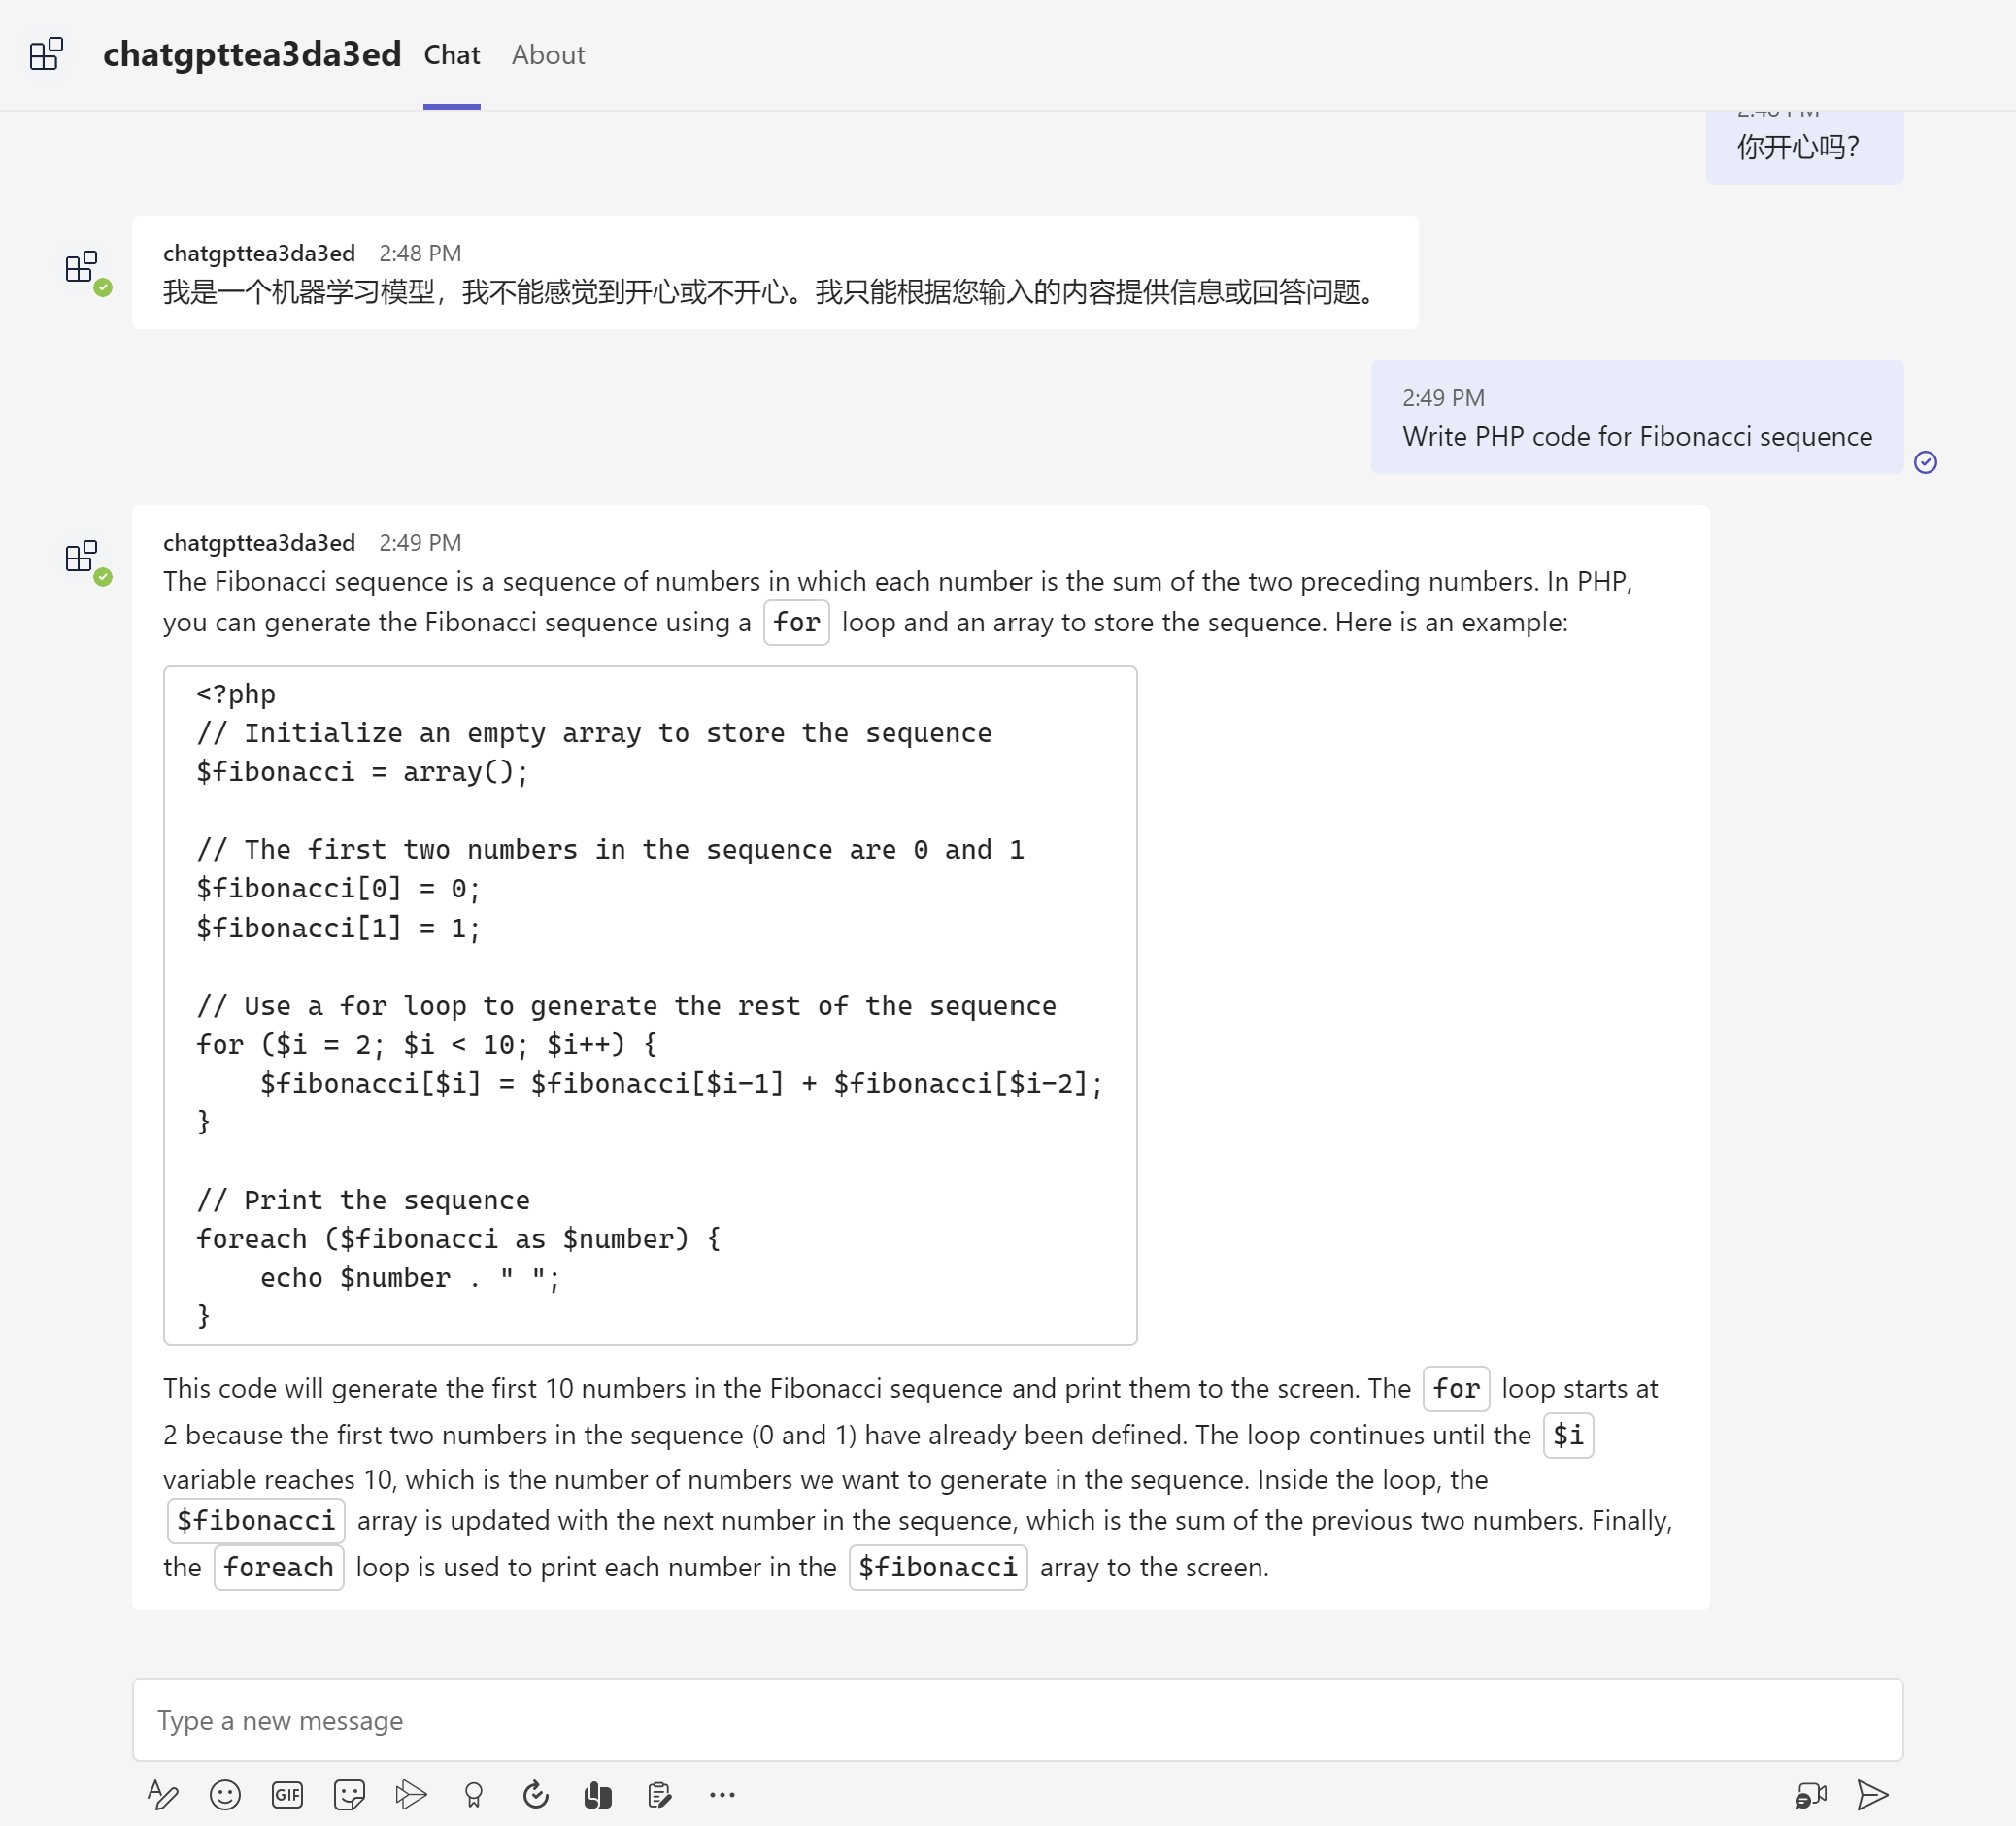 chatgpttea3da3ed Chat About
你开心吗?
chatgpttea3da3ed 2:48 PM
我是一个机器学习模型，我不能感觉到开心或不开心。我只能根据您输入的内容提供信息或回答问题。
2:49 PM
Write PHP code for Fibonacci sequence
chatgpttea3da3ed 2:49 PM
The Fibonacci sequence is a sequence of numbers in which each number is the sum of the two preceding numbers. In PHP,
you can generate the Fibonacci sequence using a for loop and an array to store the sequence. Here is an example:
<?php
// Initialize an empty array to store the sequence
$fibonacci = array();
// The first two numbers in the sequence are 0 and 1
$fibonacci[0] = 0;
$fibonacci[1] = 1;
// Use a for loop to generate the rest of the sequence
for ($i = 2; $i < 10; $i++) {
    $fibonacci[$i] = $fibonacci[$i-1] + $fibonacci[$i-2];
}
// Print the sequence
foreach ($fibonacci as $number) {
    echo $number . " ";
}
This code will generate the first 10 numbers in the Fibonacci sequence and print them to the screen. The for loop starts at
2 because the first two numbers in the sequence (0 and 1) have already been defined. The loop continues until the $i
variable reaches 10, which is the number of numbers we want to generate in the sequence. Inside the loop, the
$fibonacci array is updated with the next number in the sequence, which is the sum of the previous two numbers. Finally,
the foreach loop is used to print each number in the $fibonacci array to the screen.
Type a new message
GIF